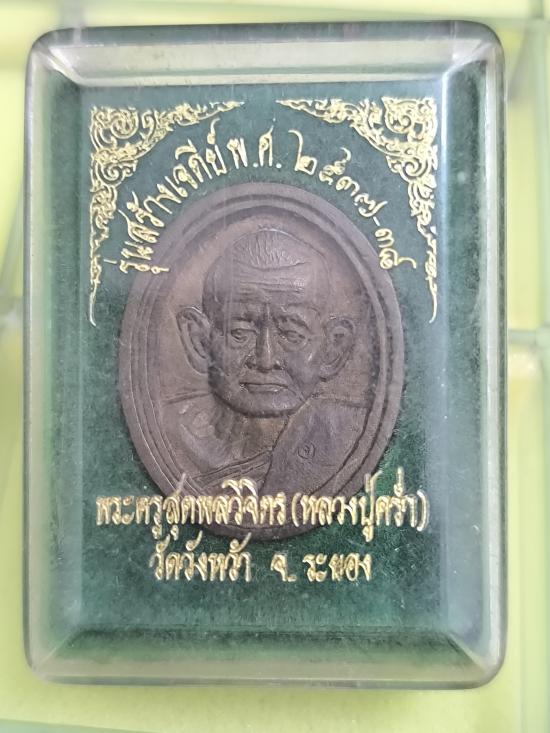 รุ่นสร้างเจดีย์ พ.ศ. ๒๕๓๗-๓๘
พระครูสุตพลวิจิตร (หลวงปู่คร่ำ)
วัดวังหว้า จ. ระยอง